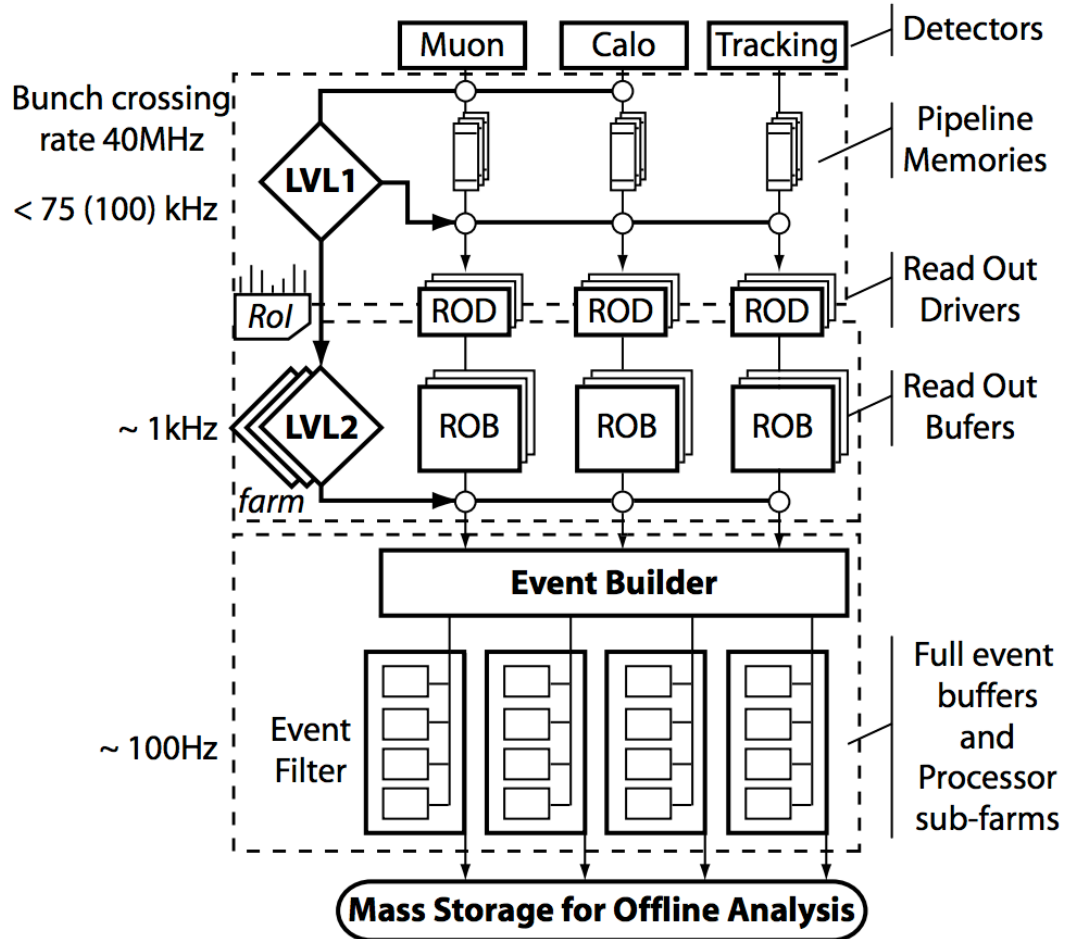 Muon
Calo
Tracking
Detectors
Bunch crossing
rate 40MHz
Pipeline
Memories
LVL1
< 75 (100) kHz
RoI
ROD
ROD
ROD
Read Out
Drivers
~ 1kHz
LVL2
farm
ROB
ROB
ROB
Read Out
Bufers
Event Builder
Event
Filter
~ 100Hz
Full event
buffers
and
Processor
sub-farms
Mass Storage for Offline Analysis